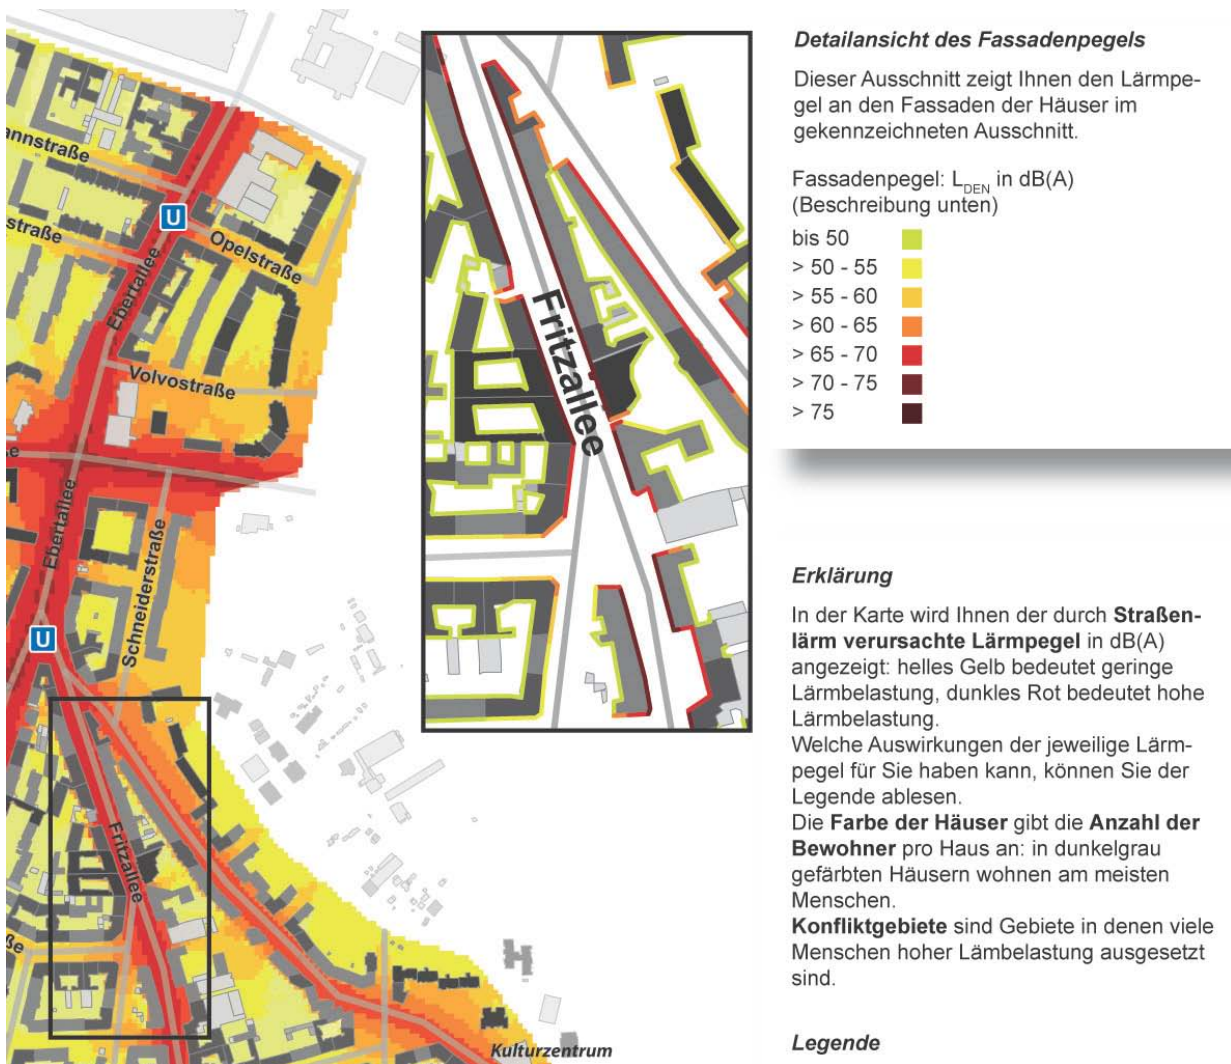 annstraße
straße
U
Opelstraße
Ebertallee
Volvostraße
Ebertallee
Schneiderstraße
U
Fritzallee
Kulturzentrum
Fritzallee
Detailansicht des Fassadenpegels
Dieser Ausschnitt zeigt Ihnen den Lärmpe-
gel an den Fassaden der Häuser im
gekennzeichneten Ausschnitt.
Fassadenpegel: LDEN in dB(A)
(Beschreibung unten)
bis 50
> 50 - 55
> 55 - 60
> 60 - 65
> 65 - 70
> 70 - 75
> 75
Erklärung
In der Karte wird Ihnen der durch Straßen-
lärm verursachte Lärmpegel in dB(A)
angezeigt: helles Gelb bedeutet geringe
Lärmbelastung, dunkles Rot bedeutet hohe
Lärmbelastung.
Welche Auswirkungen der jeweilige Lärm-
pegel für Sie haben kann, können Sie der
Legende ablesen.
Die Farbe der Häuser gibt die Anzahl der
Bewohner pro Haus an: in dunkelgrau
gefärbten Häusern wohnen am meisten
Menschen.
Konfliktgebiete sind Gebiete in denen viele
Menschen hoher Lämbelastung ausgesetzt
sind.
Legende